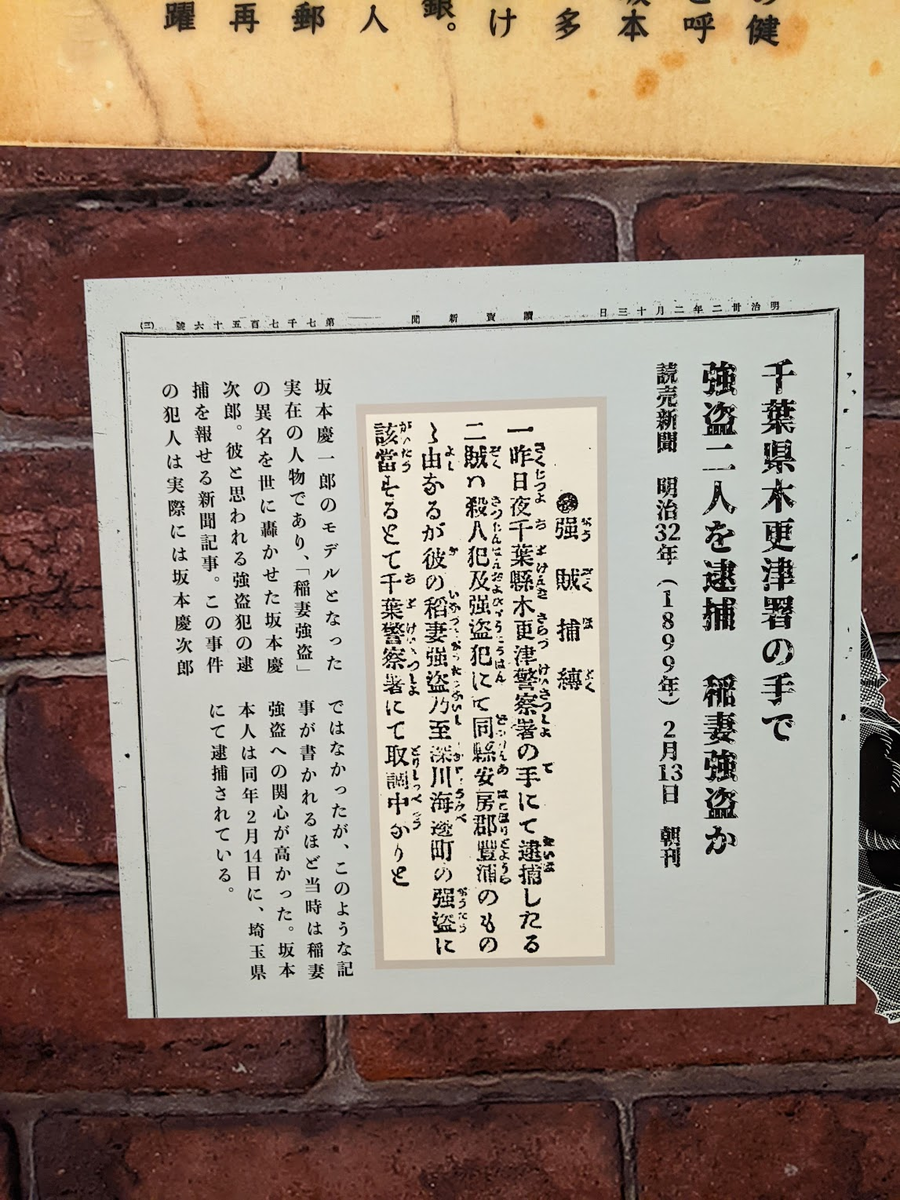 の健
と呼
坂本
多
け
銀。
人
郵
再
躍
明治卅二年二月十三日
讀賣新聞
第七千七百五十六號
(三)
千葉県木更津署の手で
強盗二人を逮捕　稲妻強盗か
読売新聞　明治32年（1899年）2月13日　朝刊
强賊捕縛
一昨日夜千葉縣木更津警察署の手にて逮捕したる
二賊ハ殺人犯及强盗犯にて同縣安房郡豐浦のもの
ゝ由なるが彼の稻妻强盗乃至深川海邊町の强盗に
該當せるとて千葉警察署にて取調中なりと
坂本慶一郎のモデルとなった
実在の人物であり、「稲妻強盗」
の異名を世に轟かせた坂本慶
次郎。彼と思われる強盗犯の逮
捕を報せる新聞記事。この事件
の犯人は実際には坂本慶次郎
ではなかったが、このような記
事が書かれるほど当時は稲妻
強盗への関心が高かった。坂本
本人は同年2月14日に、埼玉県
にて逮捕されている。